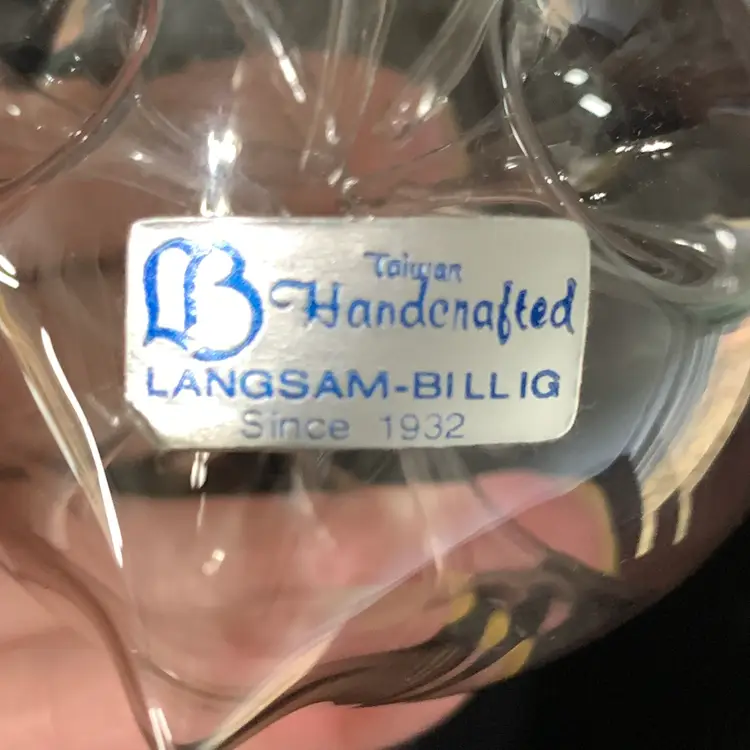 LB
Taiwan
Handcrafted
LANGSAM-BILLIG
Since 1932